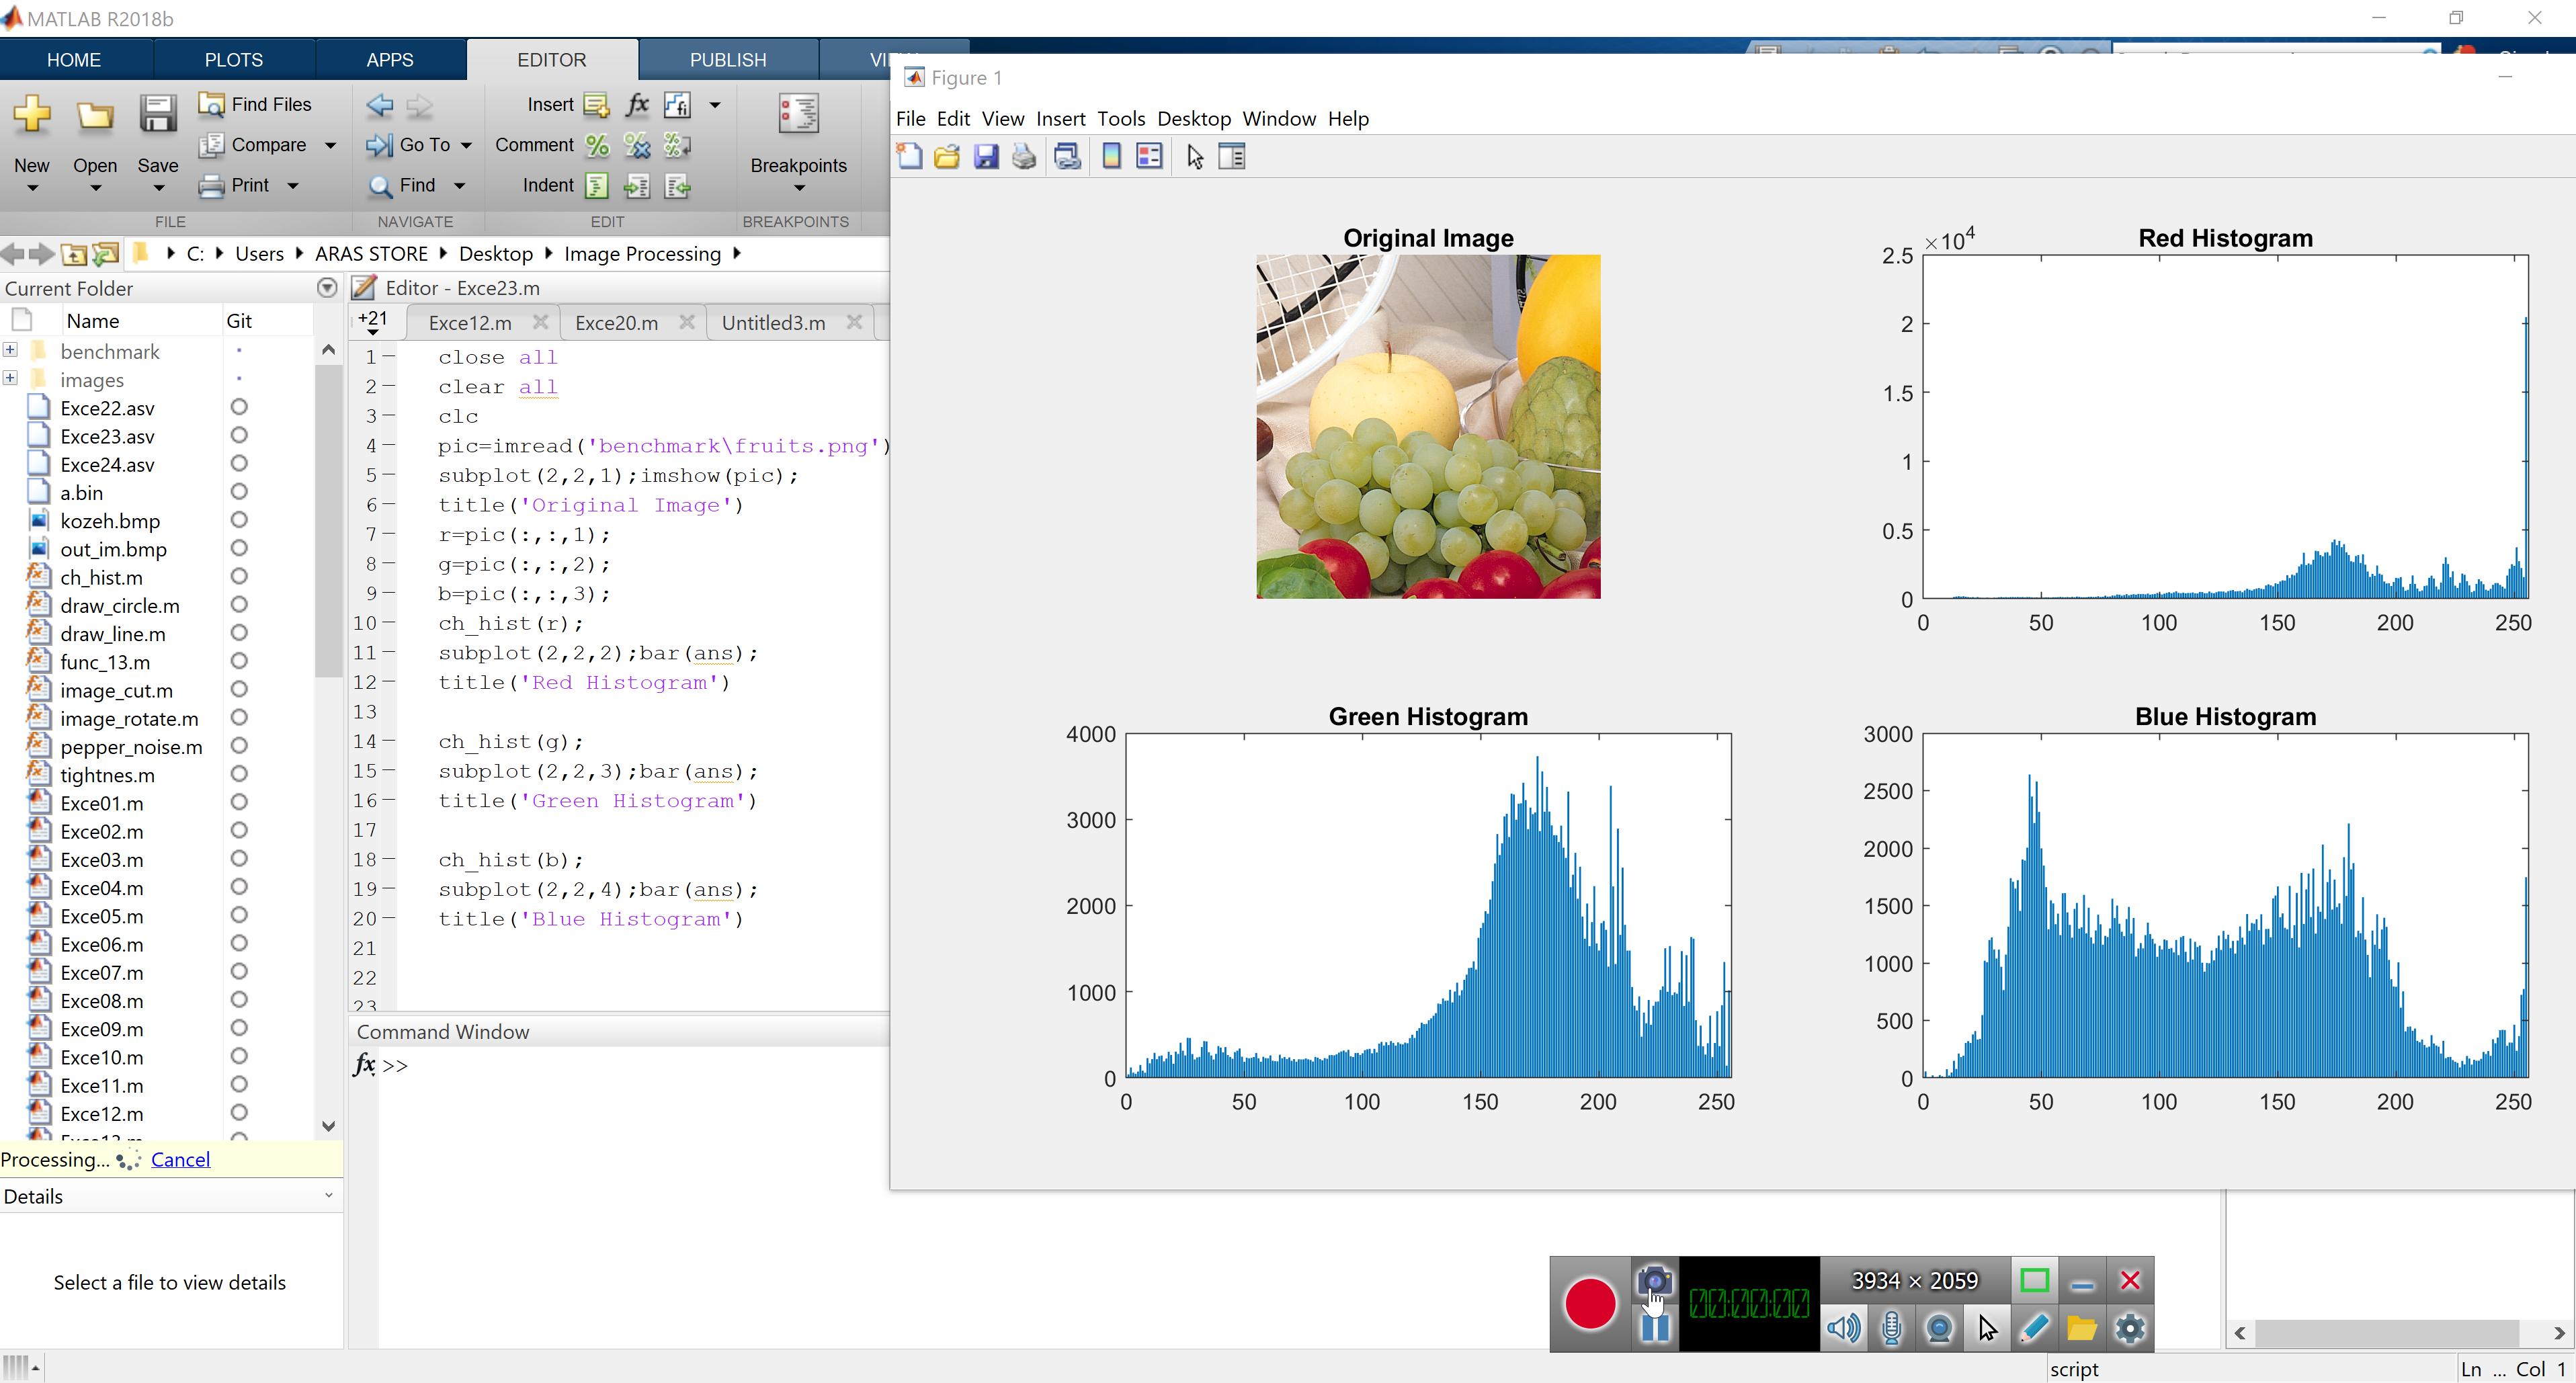 MATLAB R2018b
HOME PLOTS APPS EDITOR PUBLISH
Figure 1
File Edit View Insert Tools Desktop Window Help
New Open Save
Find Files
Compare
Print
FILE
Go To
Find
NAVIGATE
Insert fx fi
Comment
Indent
EDIT
Breakpoints
BREAKPOINTS
C: Users ARAS STORE Desktop Image Processing
Current Folder
Name Git
benchmark
images
Exce22.asv
Exce23.asv
Exce24.asv
a.bin
kozeh.bmp
out_im.bmp
ch_hist.m
draw_circle.m
draw_line.m
func_13.m
image_cut.m
image_rotate.m
pepper_noise.m
tightnes.m
Exce01.m
Exce02.m
Exce03.m
Exce04.m
Exce05.m
Exce06.m
Exce07.m
Exce08.m
Exce09.m
Exce10.m
Exce11.m
Exce12.m
Processing... Cancel
Details
Select a file to view details
Editor - Exce23.m
+21 Exce12.m Exce20.m Untitled3.m
1 close all
2 clear all
3 clc
4 pic=imread('benchmark\fruits.png')
5 subplot(2,2,1);imshow(pic);
6 title('Original Image')
7 r=pic(:,:,1);
8 g=pic(:,:,2);
9 b=pic(:,:,3);
10 ch_hist(r);
11 subplot(2,2,2);bar(ans);
12 title('Red Histogram')
13
14 ch_hist(g);
15 subplot(2,2,3);bar(ans);
16 title('Green Histogram')
17
18 ch_hist(b);
19 subplot(2,2,4);bar(ans);
20 title('Blue Histogram')
21
22
23
Command Window
fx >>
Original Image
Red Histogram
×10⁴
2.5
2
1.5
1
0.5
0
0 50 100 150 200 250
Green Histogram
4000
3000
2000
1000
0
0 50 100 150 200 250
Blue Histogram
3000
2500
2000
1500
1000
500
0
0 50 100 150 200 250
00:00:00
3934 × 2059
script
Ln ... Col 1